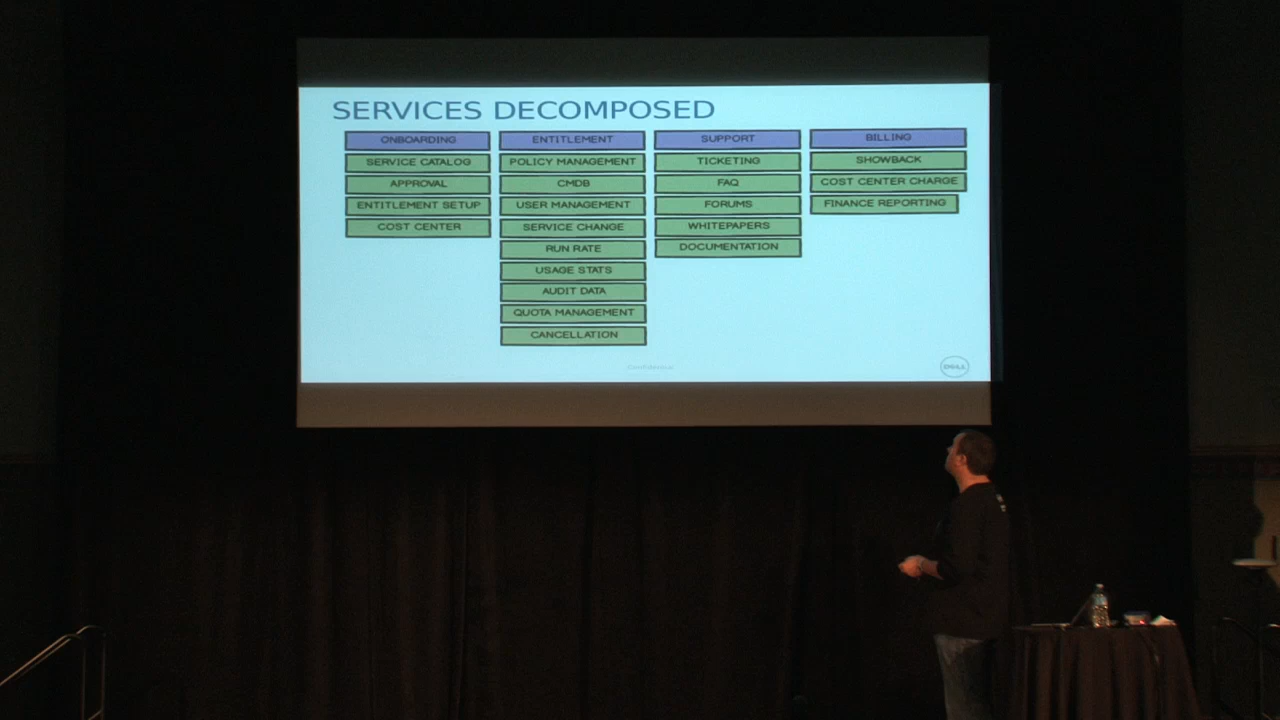 SERVICES DECOMPOSED
ONBOARDING
SERVICE CATALOG
APPROVAL
ENTITLEMENT SETUP
COST CENTER
ENTITLEMENT
POLICY MANAGEMENT
CMDB
USER MANAGEMENT
SERVICE CHANGE
RUN RATE
USAGE STATS
AUDIT DATA
QUOTA MANAGEMENT
CANCELLATION
SUPPORT
TICKETING
FAQ
FORUMS
WHITEPAPERS
DOCUMENTATION
BILLING
SHOWBACK
COST CENTER CHARGE
FINANCE REPORTING
DELL